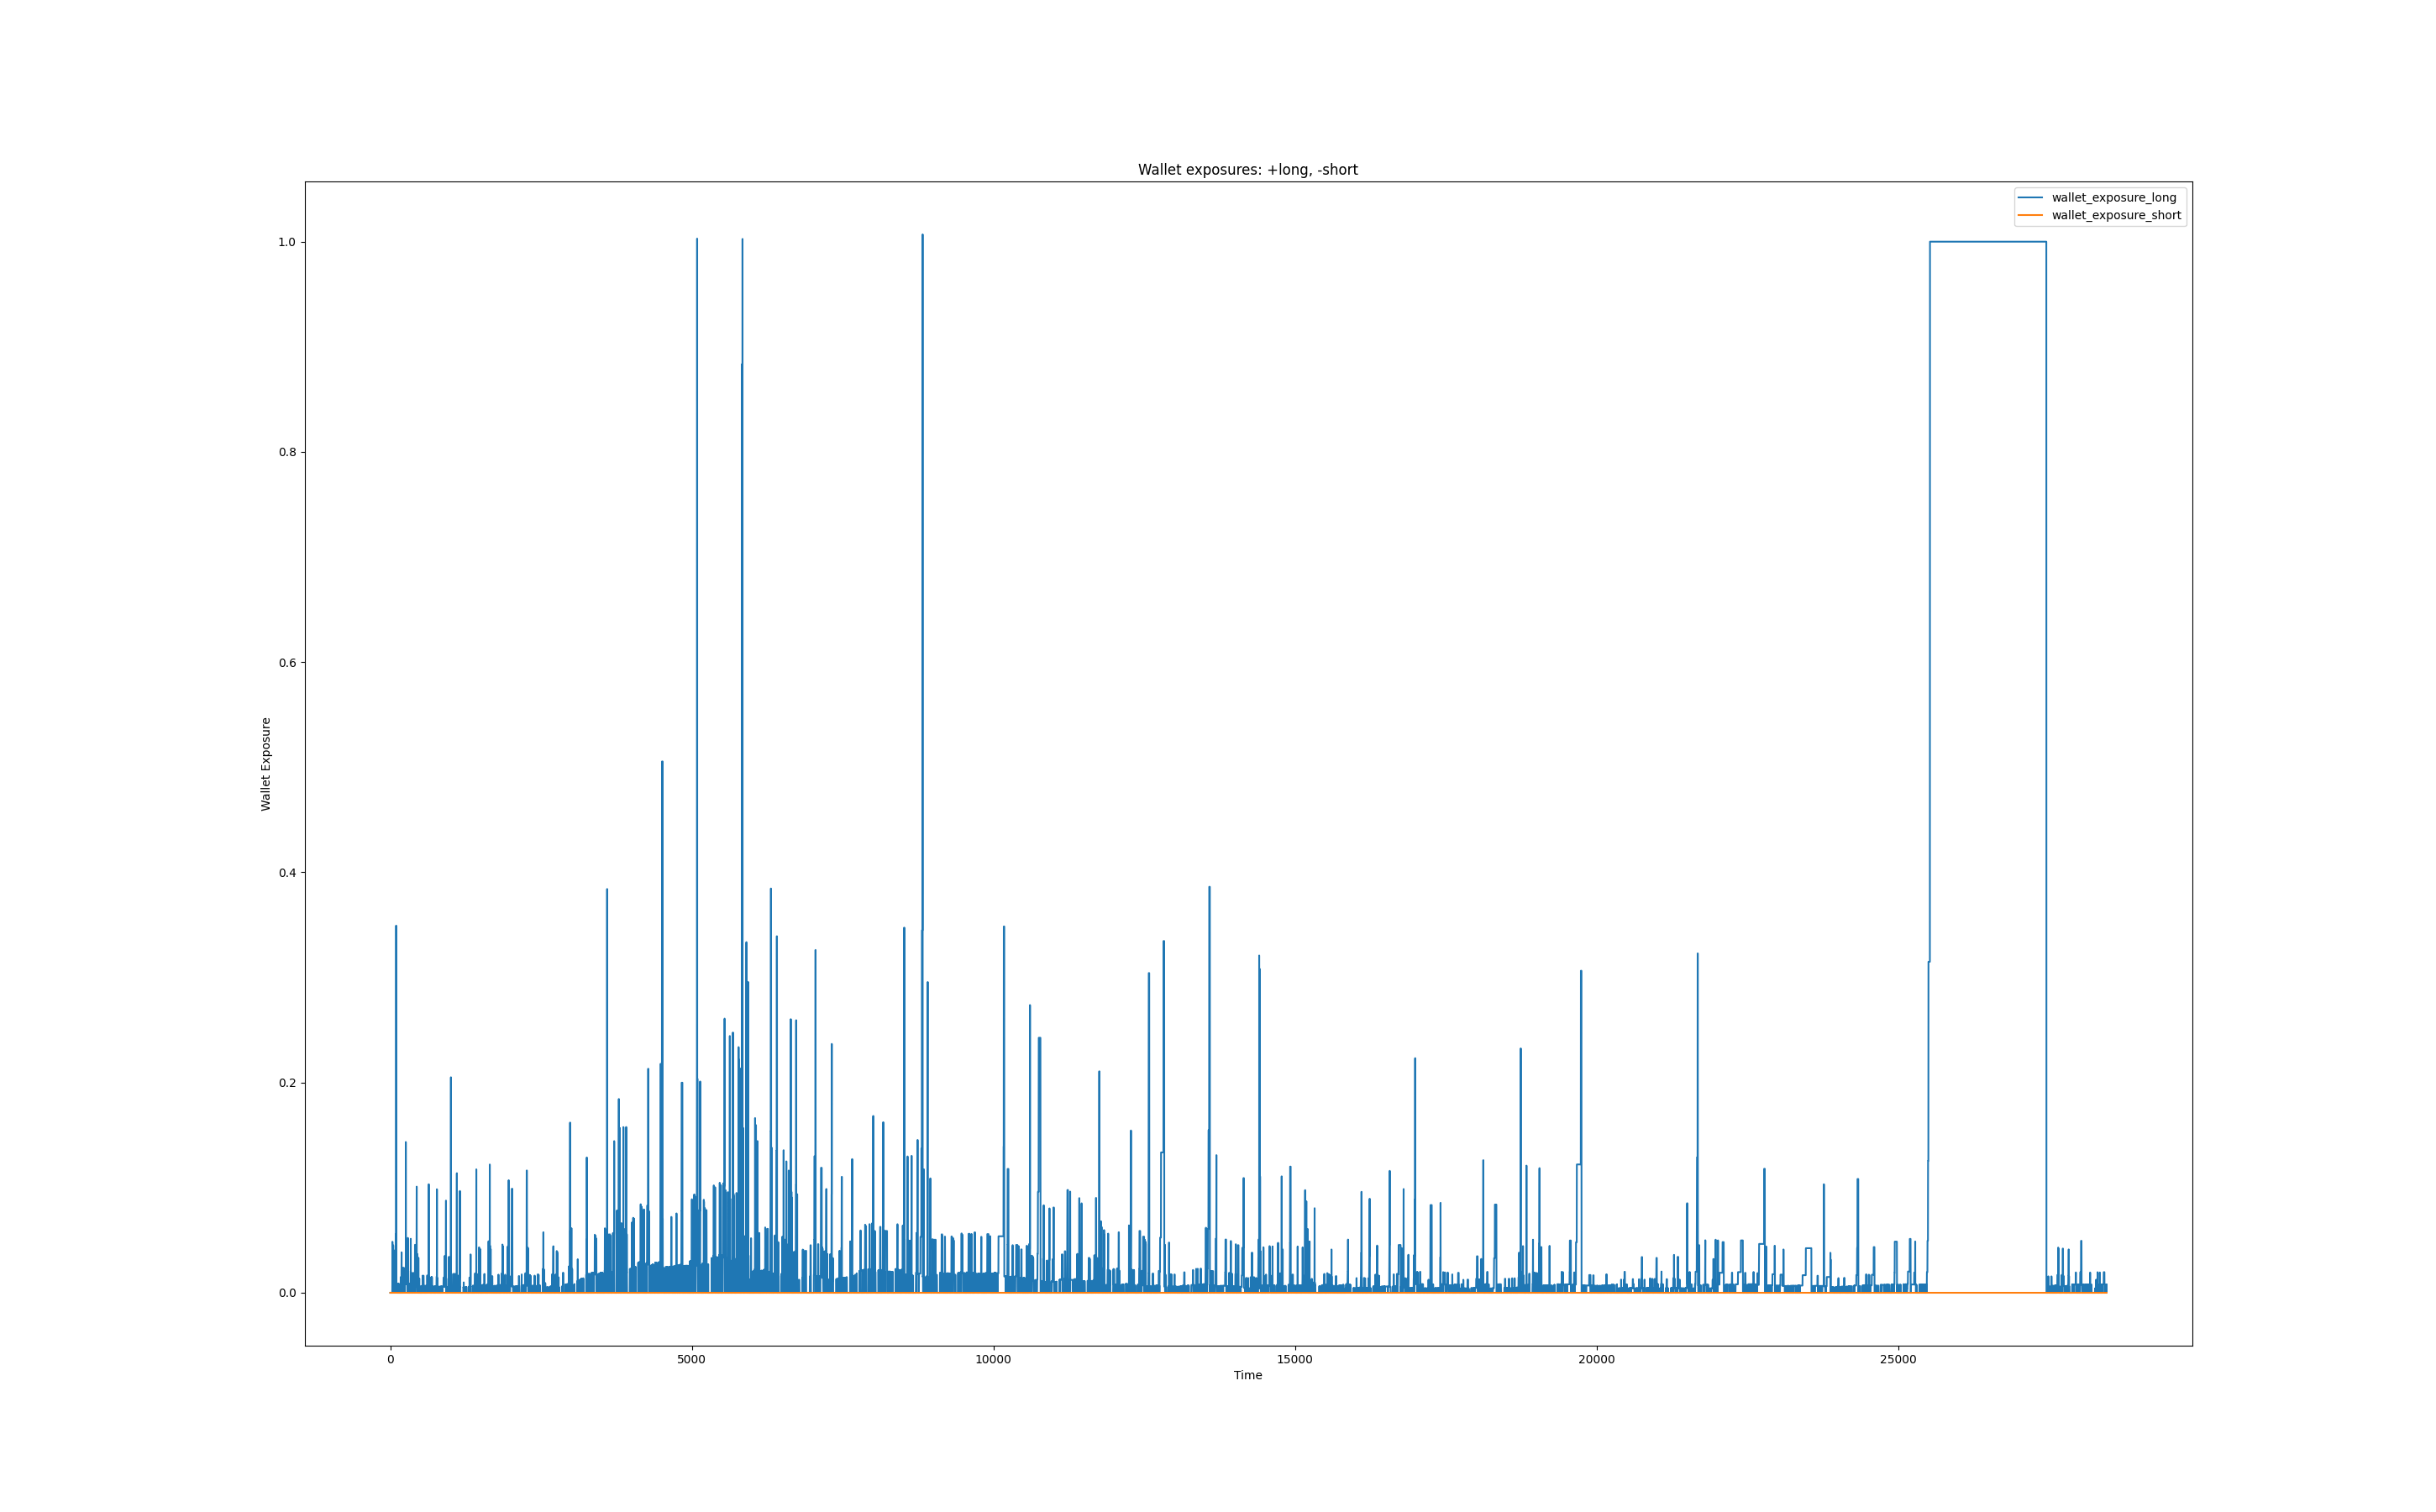 Wallet exposures: +long, -short
wallet_exposure_long
wallet_exposure_short
1.0
0.8
0.6
0.4
0.2
0.0
Wallet Exposure
0 5000 10000 15000 20000 25000
Time